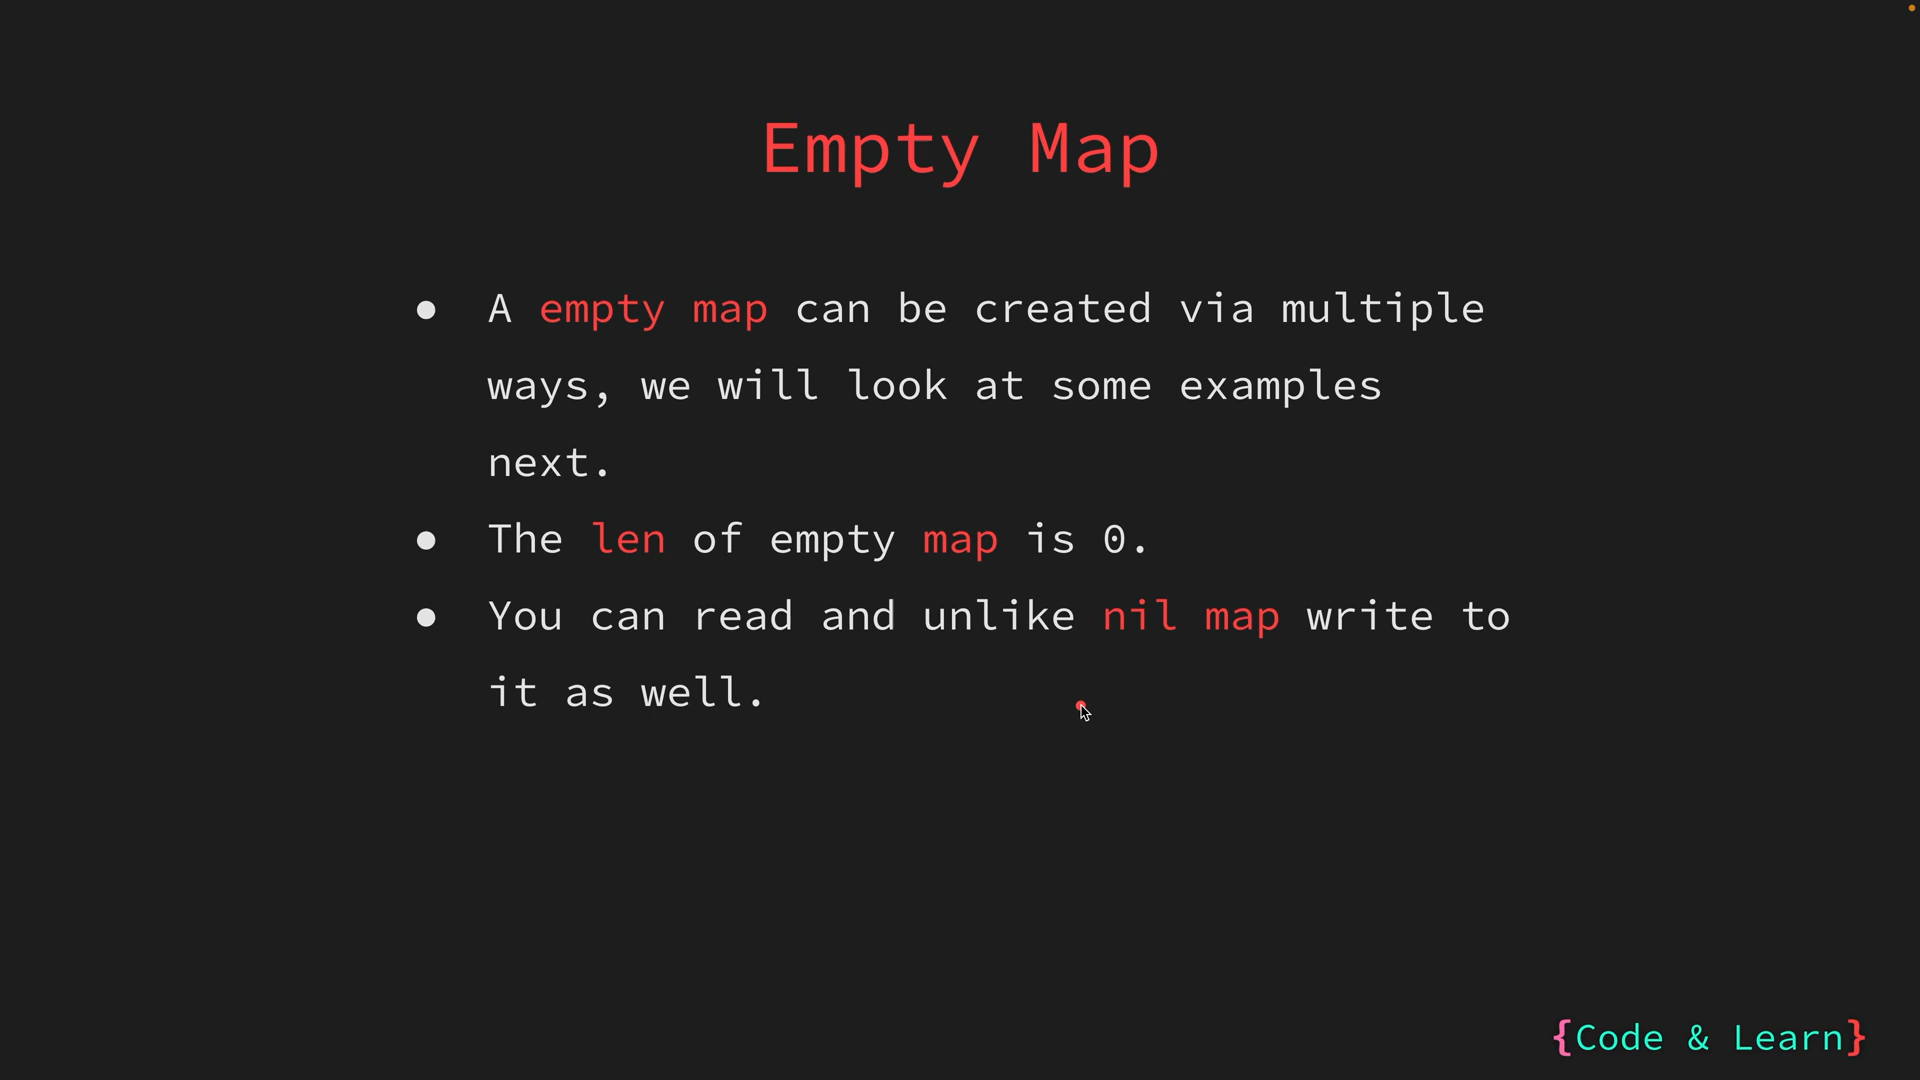 Empty Map
● A empty map can be created via multiple
ways, we will look at some examples
next.
● The len of empty map is 0.
● You can read and unlike nil map write to
it as well.
{Code & Learn}